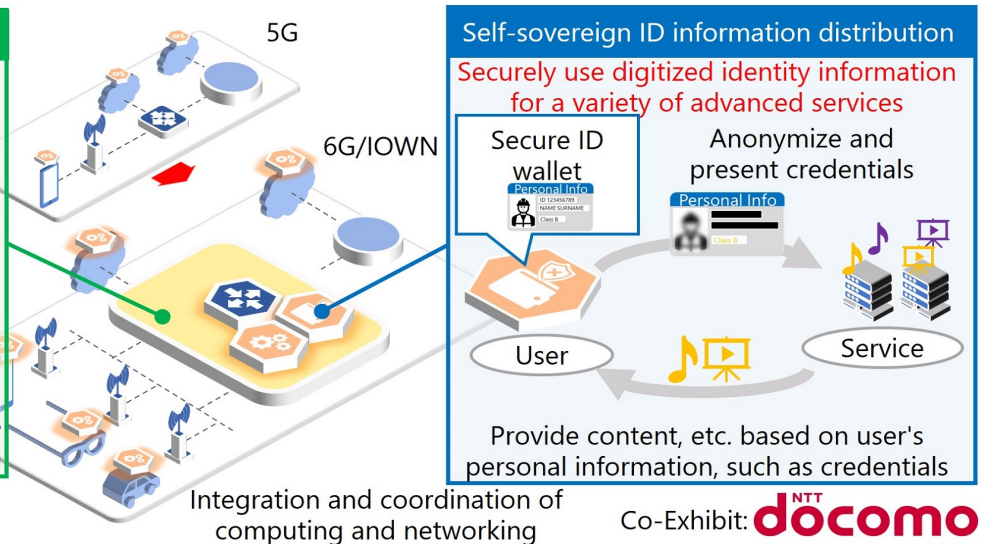 5G
6G/IOWN
Integration and coordination of
computing and networking
Self-sovereign ID information distribution
Securely use digitized identity information
for a variety of advanced services
Secure ID
wallet
Personal Info
ID 123456789
NAME SURNAME
Class B
Anonymize and
present credentials
Personal Info
Class B
User
Service
Provide content, etc. based on user's
personal information, such as credentials
Co-Exhibit:
NTT
docomo